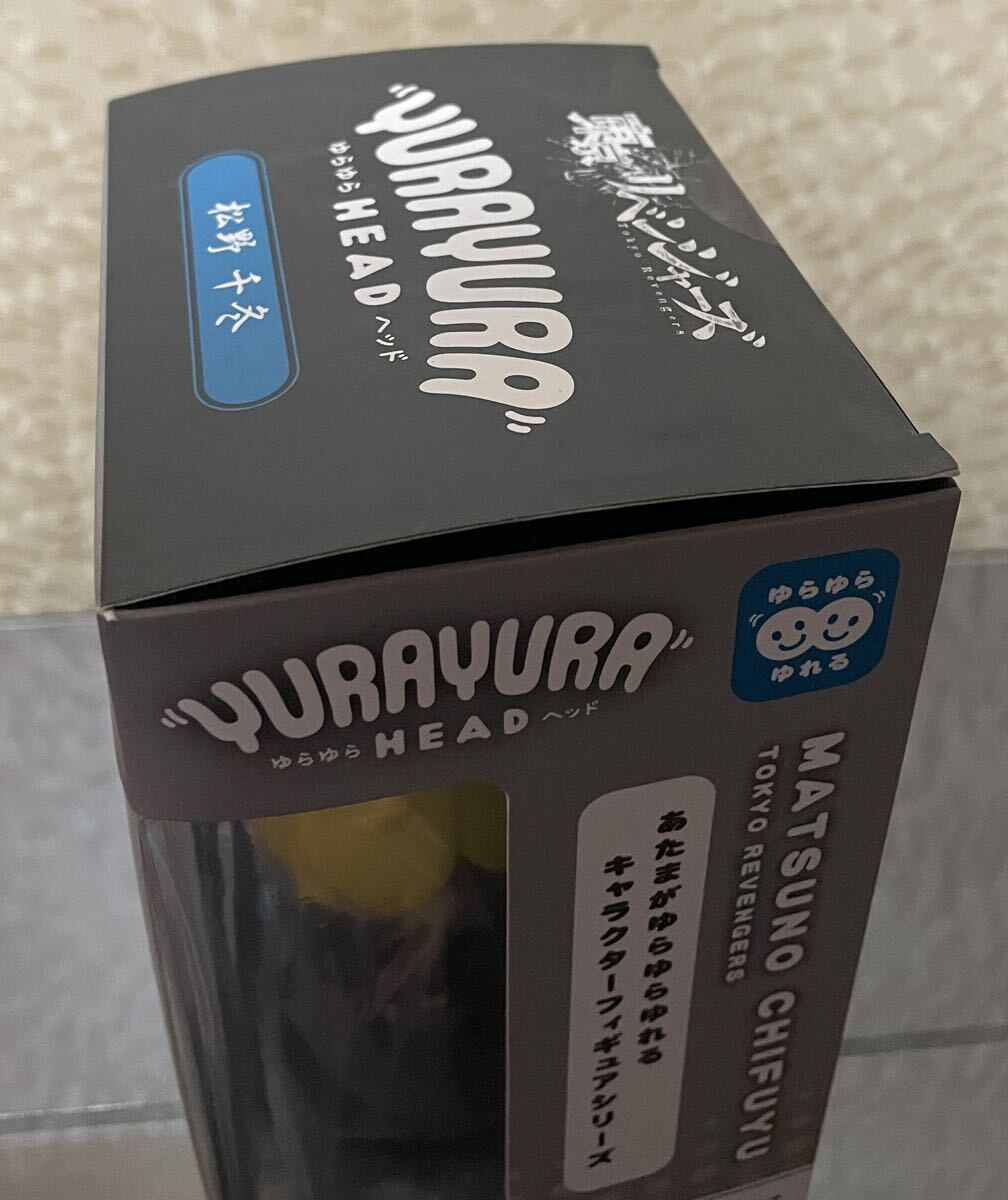 東京リベンジャーズ
Tokyo Revengers
YURAYURA
ゆらゆら HEAD ヘッド
松野 千冬
YURAYURA
ゆらゆら HEAD ヘッド
ゆらゆら
ゆれる
MATSUNO CHIFUYU
TOKYO REVENGERS
あたまがゆらゆらゆれる
キャラクターフィギュアシリーズ